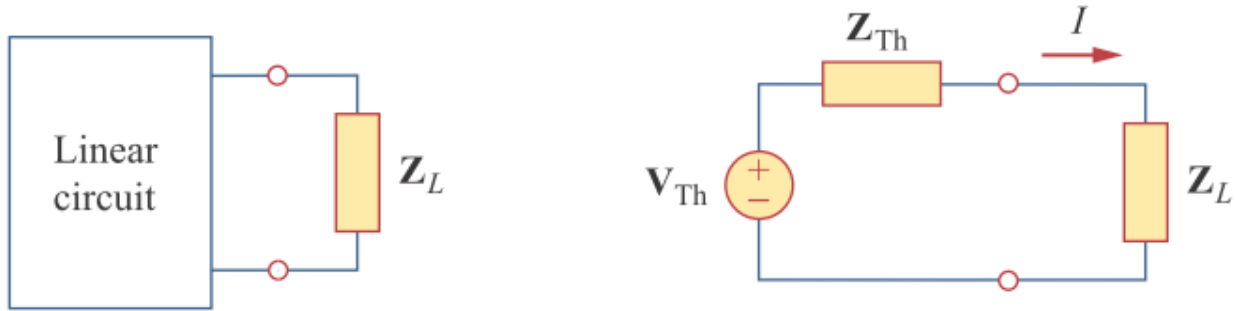 Linear
circuit
Z_L
Z_Th
I
V_Th
+
−
Z_L